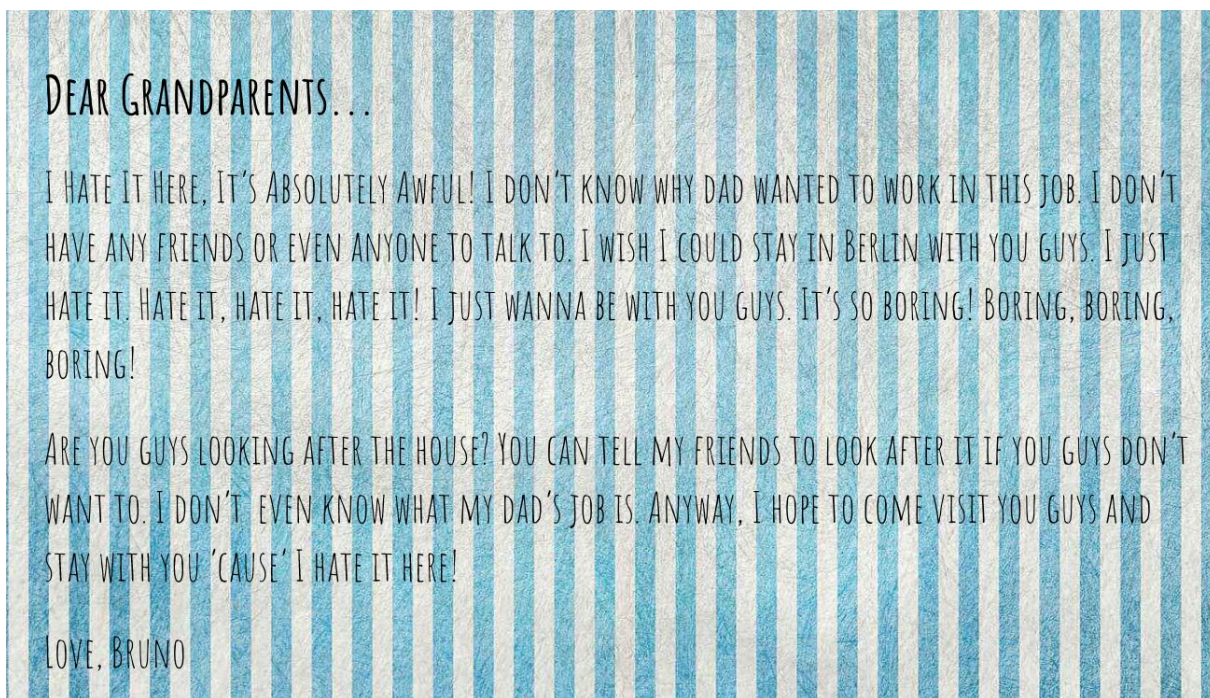 Dear Grandparents...
I Hate It Here, It's Absolutely Awful! I don't know why dad wanted to work in this job. I don't
have any friends or even anyone to talk to. I wish I could stay in Berlin with you guys. I just
hate it. Hate it, hate it, hate it! I just wanna be with you guys. It's so boring! Boring, boring,
boring!
Are you guys looking after the house? You can tell my friends to look after it if you guys don't
want to. I don't even know what my dad's job is. Anyway, I hope to come visit you guys and
stay with you 'cause' I hate it here!
Love, Bruno